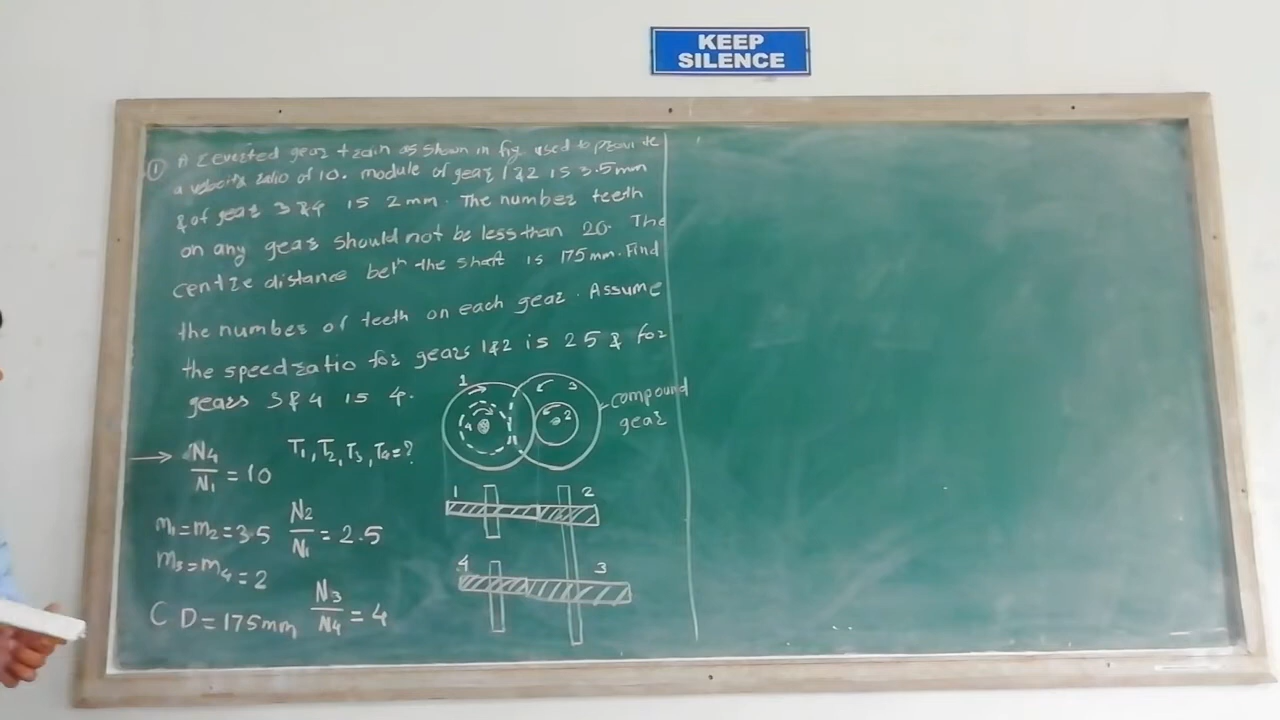 KEEP
SILENCE
① A reverted gear train as shown in fig used to provide
a velocity ratio of 10. module of gear 1 & 2 is 3.5mm
& of gear 3 & 4 is 2 mm. The number teeth
on any gear should not be less than 20. The
centre distance betn the shaft is 175 mm. Find
the number of teeth on each gear. Assume
the speed ratio for gears 1&2 is 2 5 & for
gears 3 & 4 is 4.
→ N4/N1 = 10
T1, T2, T3, T4 = ?
m1 = m2 = 3.5
N2/N1 = 2.5
m3 = m4 = 2
N3/N4 = 4
C D = 175mm
1
3
4
2
compound
gear
1
2
4
3